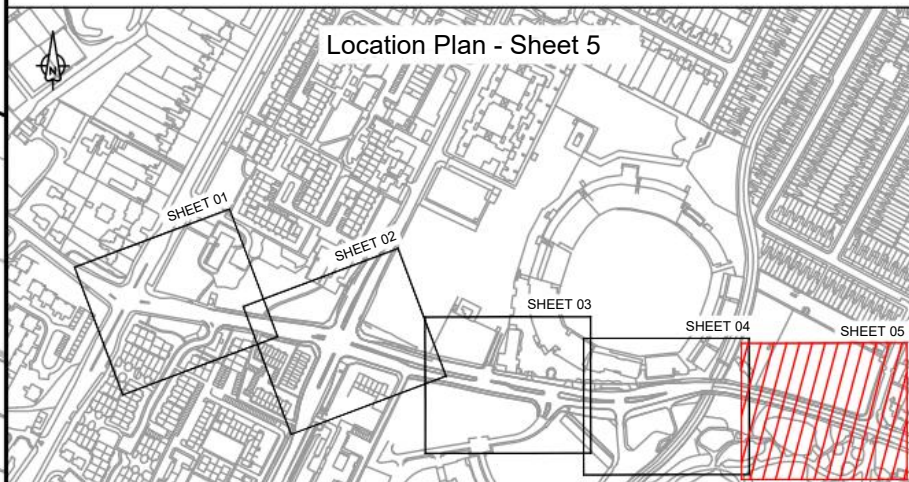 Location Plan - Sheet 5
N
SHEET 01
SHEET 02
SHEET 03
SHEET 04
SHEET 05